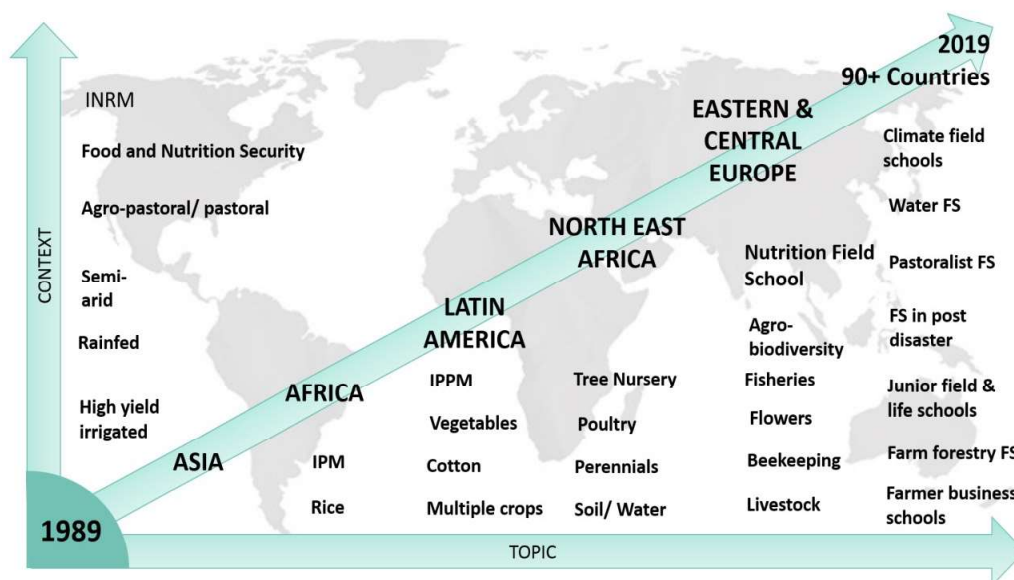 2019
90+ Countries
INRM
Food and Nutrition Security
Agro-pastoral/ pastoral
Semi-
arid
Rainfed
High yield
irrigated
CONTEXT
1989
ASIA
AFRICA
LATIN
AMERICA
NORTH EAST
AFRICA
EASTERN &
CENTRAL
EUROPE
IPM
Rice
IPPM
Vegetables
Cotton
Multiple crops
Tree Nursery
Poultry
Perennials
Soil/ Water
Nutrition Field
School
Agro-
biodiversity
Fisheries
Flowers
Beekeeping
Livestock
Climate field
schools
Water FS
Pastoralist FS
FS in post
disaster
Junior field &
life schools
Farm forestry FS
Farmer business
schools
TOPIC